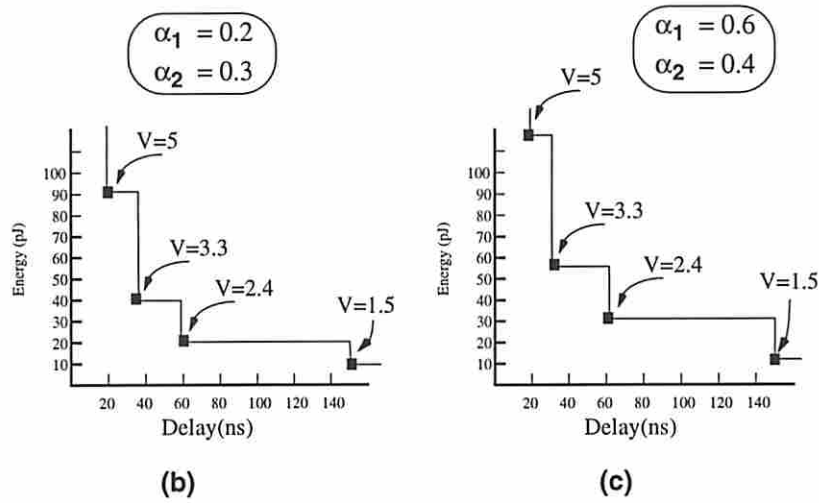 α1 = 0.2
α2 = 0.3
V=5
V=3.3
V=2.4
V=1.5
Energy (pJ)
100
90
80
70
60
50
40
30
20
10
20 40 60 80 100 120 140
Delay(ns)
(b)
α1 = 0.6
α2 = 0.4
V=5
V=3.3
V=2.4
V=1.5
Energy (pJ)
100
90
80
70
60
50
40
30
20
10
20 40 60 80 100 120 140
Delay(ns)
(c)